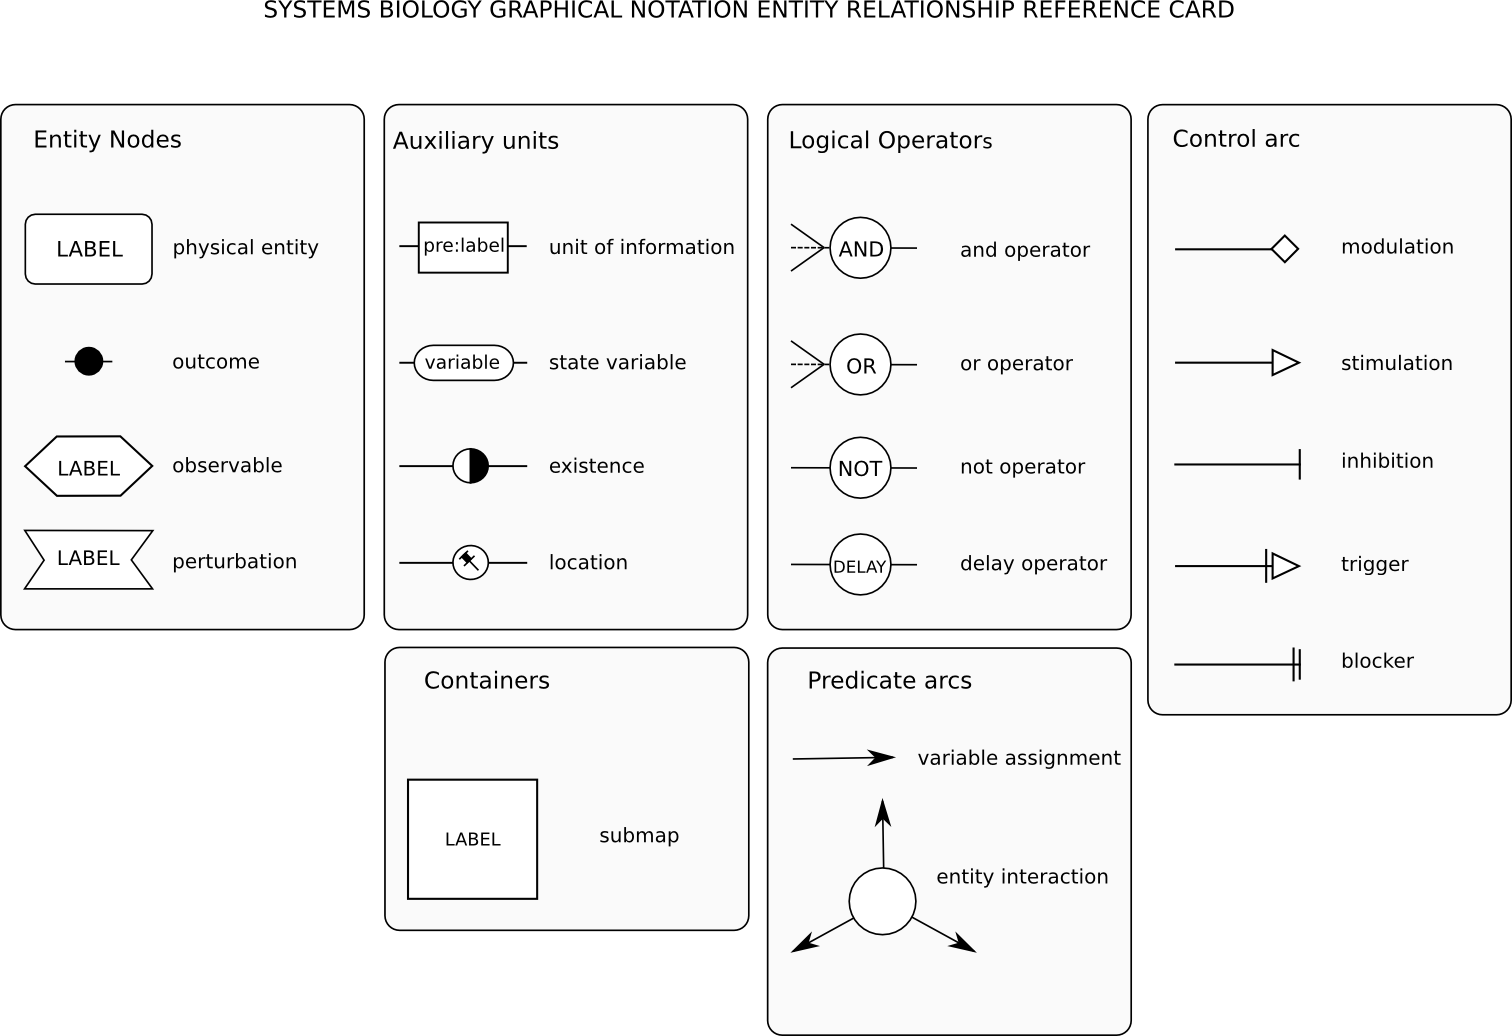 SYSTEMS BIOLOGY GRAPHICAL NOTATION ENTITY RELATIONSHIP REFERENCE CARD
Entity Nodes
LABEL physical entity
outcome
LABEL observable
LABEL perturbation
Auxiliary units
pre:label unit of information
variable state variable
existence
location
Logical Operators
AND and operator
OR or operator
NOT not operator
DELAY delay operator
Control arc
modulation
stimulation
inhibition
trigger
blocker
Containers
LABEL submap
Predicate arcs
variable assignment
entity interaction